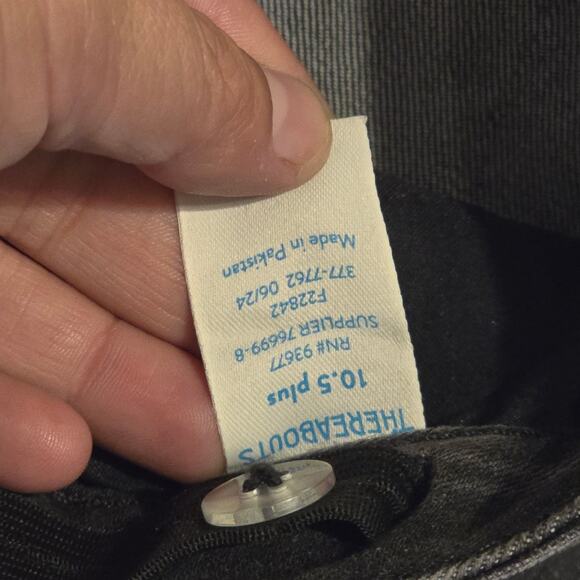 THEREABOUTS
10.5 plus
RN# 93677
SUPPLIER 76699-8
F22842
377-7762 06/24
Made in Pakistan